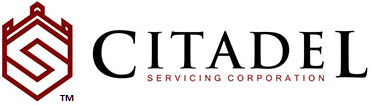 CITADEL
SERVICING CORPORATION
S
TM